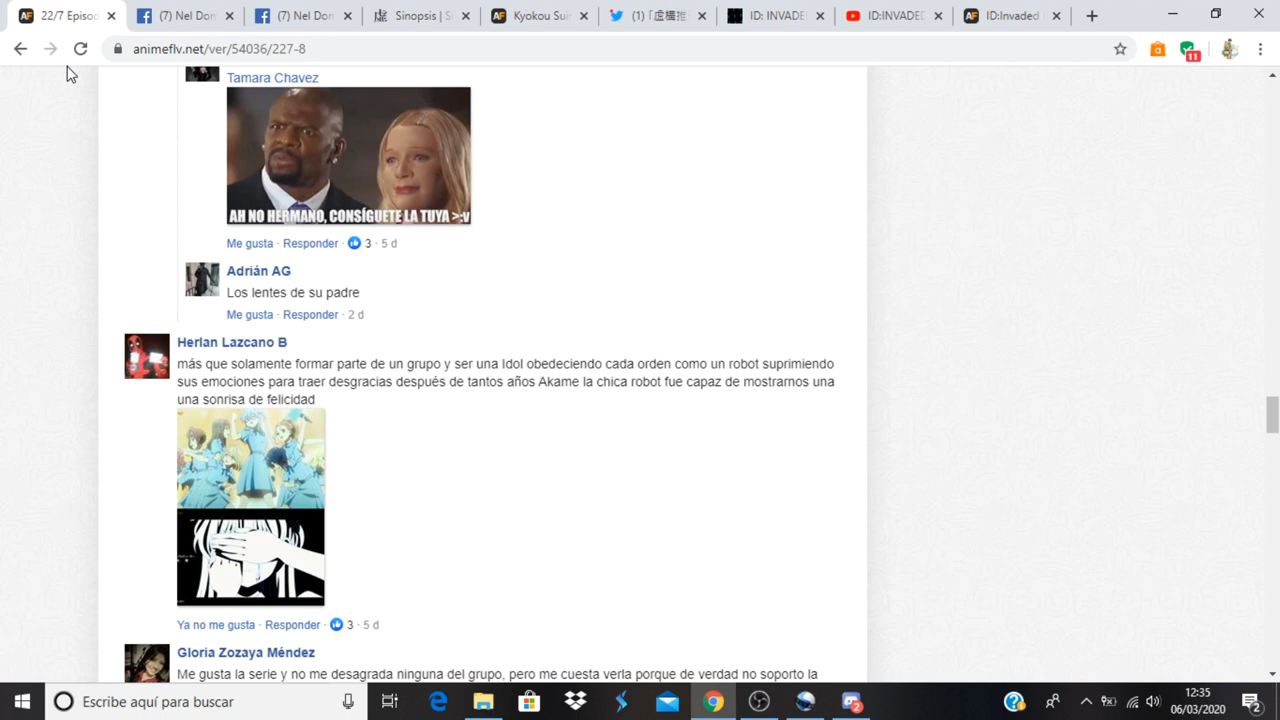 22/7 Episod
(7) Nel Don
(7) Nel Don
Sinopsis | S
Kyokou Sui
(1) 「虚構推
ID: INVADE
ID:INVADED
ID:Invaded
animeflv.net/ver/54036/227-8
11
Tamara Chavez
AH NO HERMANO, CONSÍGUETE LA TUYA >:v
Me gusta · Responder · 3 · 5 d
Adrián AG
Los lentes de su padre
Me gusta · Responder · 2 d
Herlan Lazcano B
más que solamente formar parte de un grupo y ser una Idol obedeciendo cada orden como un robot suprimiendo
sus emociones para traer desgracias después de tantos años Akame la chica robot fue capaz de mostrarnos una
una sonrisa de felicidad
Ya no me gusta · Responder · 3 · 5 d
Gloria Zozaya Méndez
Me gusta la serie y no me desagrada ninguna del grupo, pero me cuesta verla porque de verdad no soporto la
Escribe aquí para buscar
2
12:35
06/03/2020
2